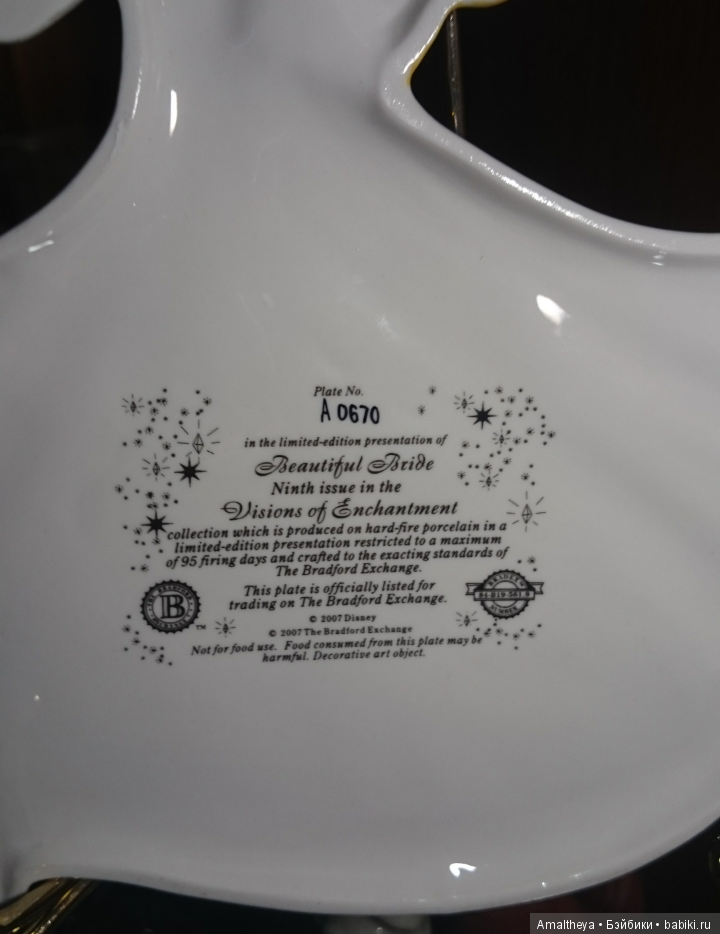 Plate No.
A 0670
in the limited-edition presentation of
Beautiful Bride
Ninth issue in the
Visions of Enchantment
collection which is produced on hard-fire porcelain in a
limited-edition presentation restricted to a maximum
of 95 firing days and crafted to the exacting standards of
The Bradford Exchange.
This plate is officially listed for
trading on The Bradford Exchange.
B
TM
© 2007 Disney
© 2007 The Bradford Exchange
Not for food use. Food consumed from this plate may be
harmful. Decorative art object.
BRADEX
NUMBER
Amaltheya • Бэйбики • babiki.ru